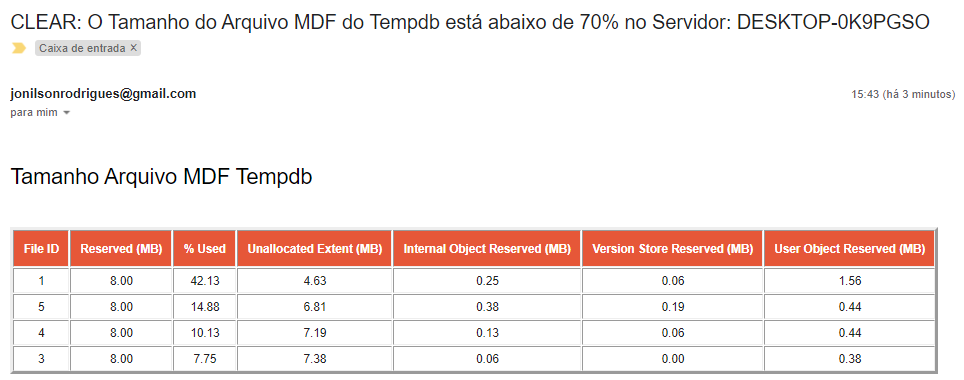 CLEAR: O Tamanho do Arquivo MDF do Tempdb está abaixo de 70% no Servidor: DESKTOP-0K9PGSO
Caixa de entrada ×
jonilsonrodrigues@gmail.com 15:43 (há 3 minutos)
para mim
Tamanho Arquivo MDF Tempdb
File ID Reserved (MB) % Used Unallocated Extent (MB) Internal Object Reserved (MB) Version Store Reserved (MB) User Object Reserved (MB)
1 8.00 42.13 4.63 0.25 0.06 1.56
5 8.00 14.88 6.81 0.38 0.19 0.44
4 8.00 10.13 7.19 0.13 0.06 0.44
3 8.00 7.75 7.38 0.06 0.00 0.38